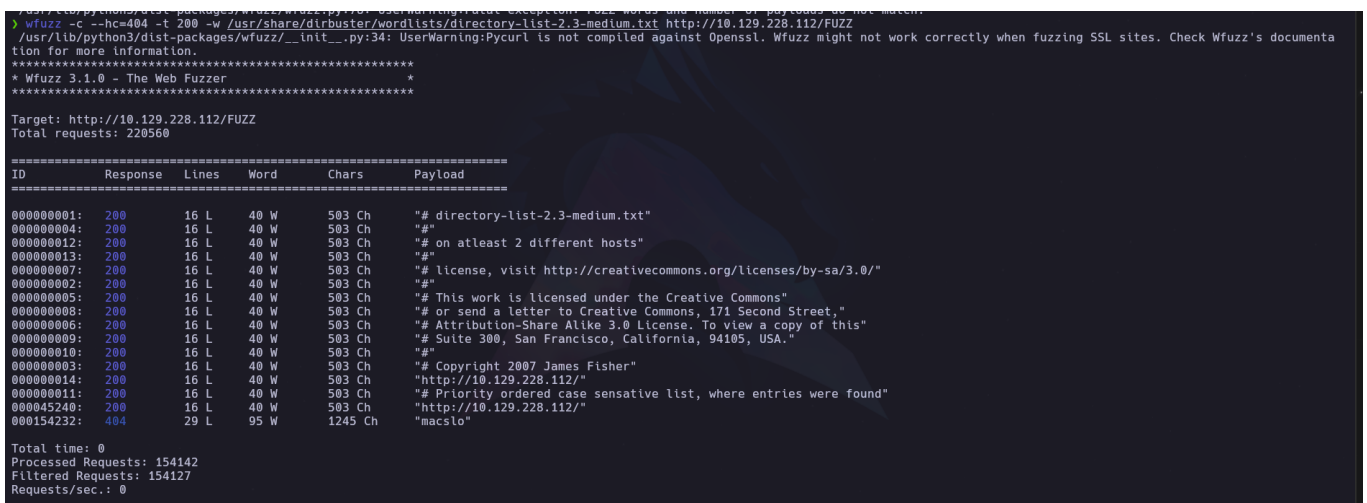 /usr/lib/python3/dist-packages/wfuzz/wfuzz.py:78: UserWarning:Fatal exception: FUZZ words and number of payloads do not match!
❯ wfuzz -c --hc=404 -t 200 -w /usr/share/dirbuster/wordlists/directory-list-2.3-medium.txt http://10.129.228.112/FUZZ
/usr/lib/python3/dist-packages/wfuzz/__init__.py:34: UserWarning:Pycurl is not compiled against Openssl. Wfuzz might not work correctly when fuzzing SSL sites. Check Wfuzz's documenta
tion for more information.
********************************************************
* Wfuzz 3.1.0 - The Web Fuzzer                         *
********************************************************
Target: http://10.129.228.112/FUZZ
Total requests: 220560
=====================================================================
ID           Response   Lines    Word       Chars       Payload
=====================================================================
000000001:   200        16 L     40 W       503 Ch      "# directory-list-2.3-medium.txt"
000000004:   200        16 L     40 W       503 Ch      "#"
000000012:   200        16 L     40 W       503 Ch      "# on atleast 2 different hosts"
000000013:   200        16 L     40 W       503 Ch      "#"
000000007:   200        16 L     40 W       503 Ch      "# license, visit http://creativecommons.org/licenses/by-sa/3.0/"
000000002:   200        16 L     40 W       503 Ch      "#"
000000005:   200        16 L     40 W       503 Ch      "# This work is licensed under the Creative Commons"
000000008:   200        16 L     40 W       503 Ch      "# or send a letter to Creative Commons, 171 Second Street,"
000000006:   200        16 L     40 W       503 Ch      "# Attribution-Share Alike 3.0 License. To view a copy of this"
000000009:   200        16 L     40 W       503 Ch      "# Suite 300, San Francisco, California, 94105, USA."
000000010:   200        16 L     40 W       503 Ch      "#"
000000003:   200        16 L     40 W       503 Ch      "# Copyright 2007 James Fisher"
000000014:   200        16 L     40 W       503 Ch      "http://10.129.228.112/"
000000011:   200        16 L     40 W       503 Ch      "# Priority ordered case sensative list, where entries were found"
000045240:   200        16 L     40 W       503 Ch      "http://10.129.228.112/"
000154232:   404        29 L     95 W       1245 Ch     "macslo"
Total time: 0
Processed Requests: 154142
Filtered Requests: 154127
Requests/sec.: 0